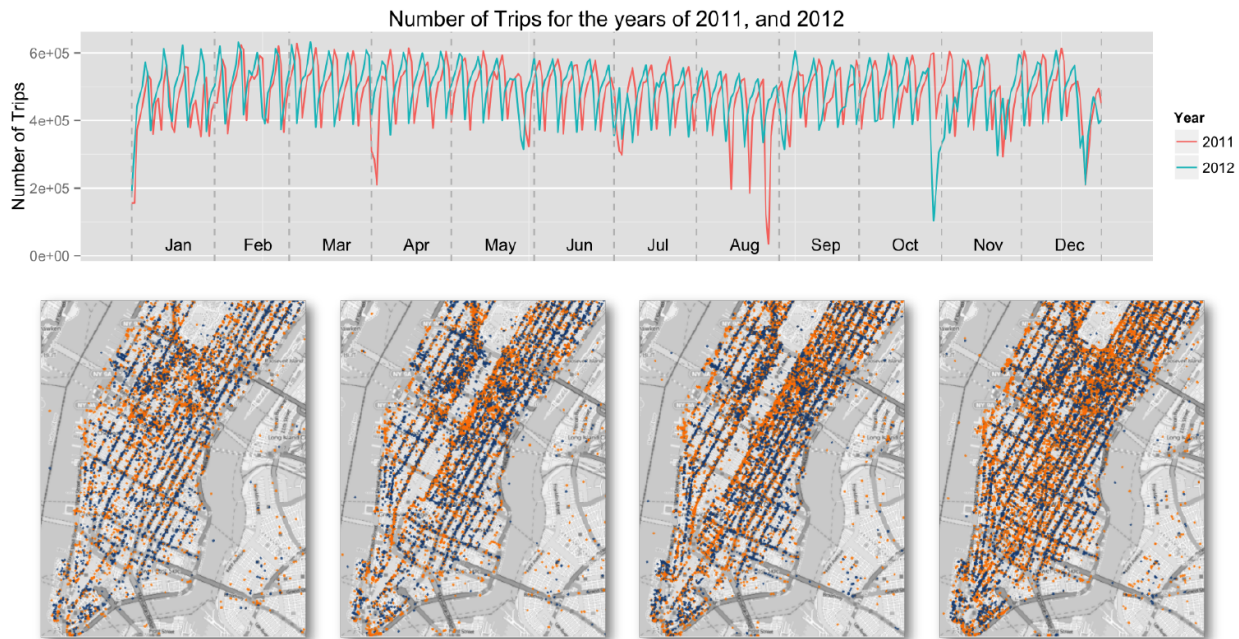 Number of Trips for the years of 2011, and 2012
Number of Trips
6e+05
4e+05
2e+05
0e+00
Jan
Feb
Mar
Apr
May
Jun
Jul
Aug
Sep
Oct
Nov
Dec
Year
2011
2012